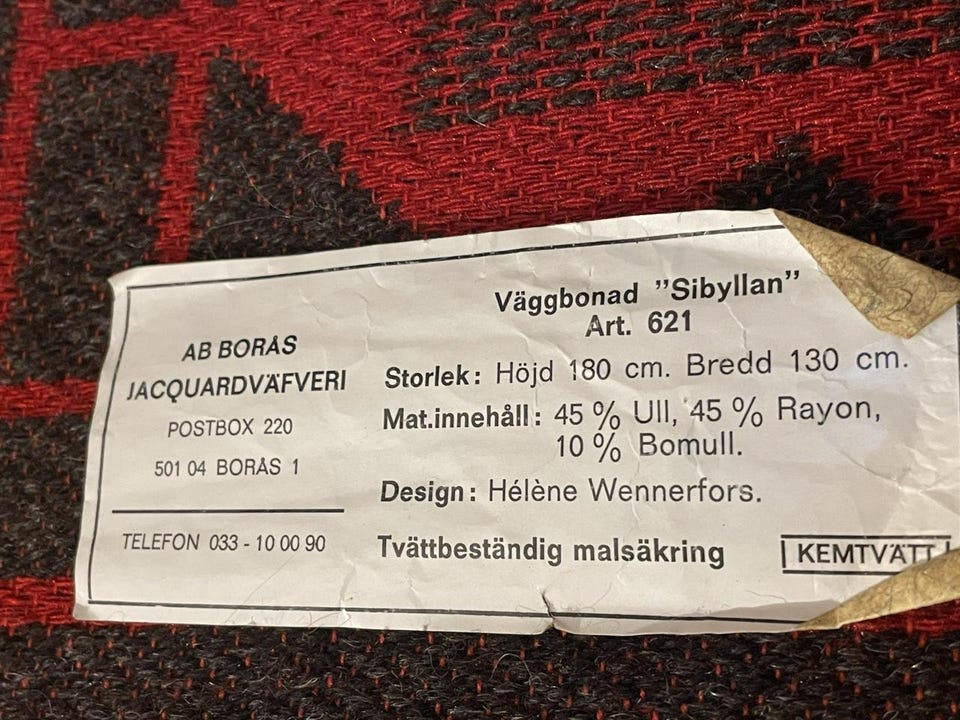 AB BORÅS
JACQUARDVÄFVERI
POSTBOX 220
501 04 BORÅS 1
TELEFON 033 - 10 00 90
Väggbonad ”Sibyllan”
Art. 621
Storlek: Höjd 180 cm. Bredd 130 cm.
Mat.innehåll: 45 % Ull, 45 % Rayon,
10 % Bomull.
Design: Hélène Wennerfors.
Tvättbeständig malsäkring
KEMTVÄTT